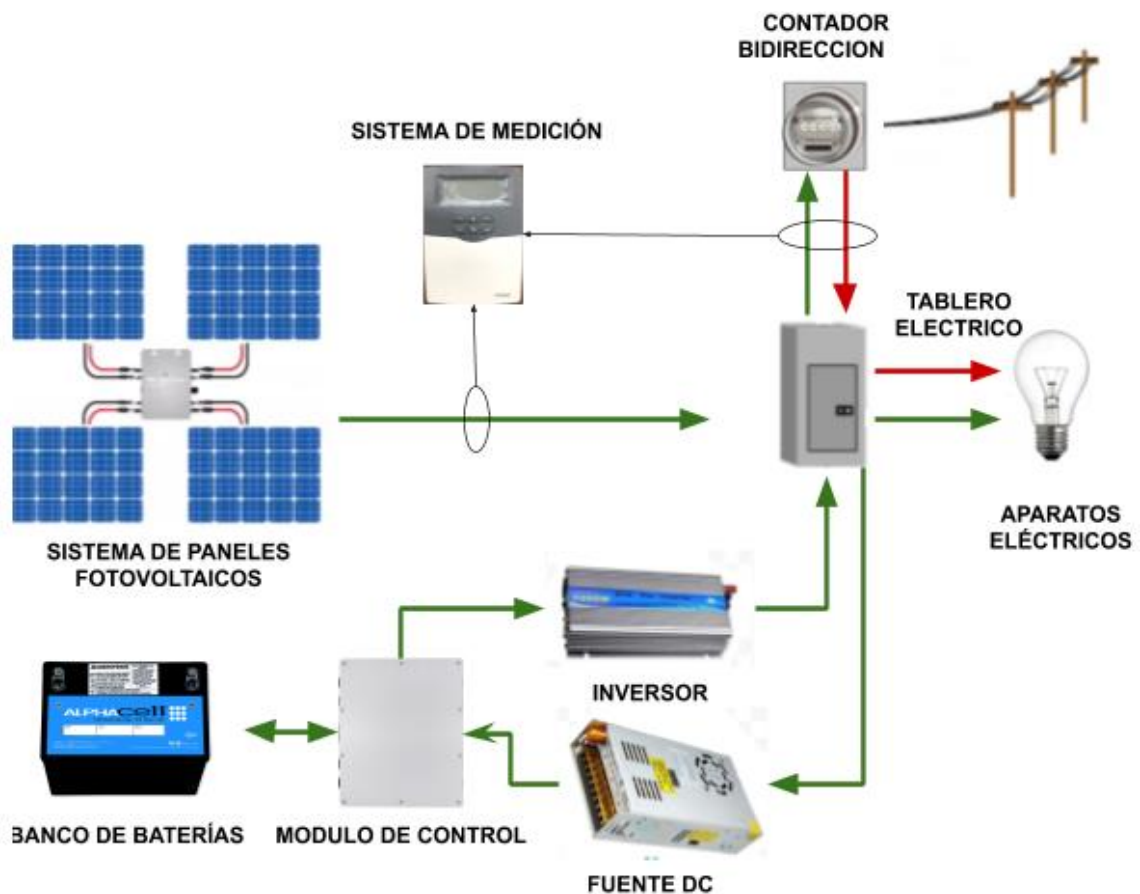 CONTADOR
BIDIRECCION
SISTEMA DE MEDICIÓN
TABLERO
ELECTRICO
SISTEMA DE PANELES
FOTOVOLTAICOS
APARATOS
ELÉCTRICOS
INVERSOR
ALPHACell
BANCO DE BATERÍAS
MODULO DE CONTROL
FUENTE DC